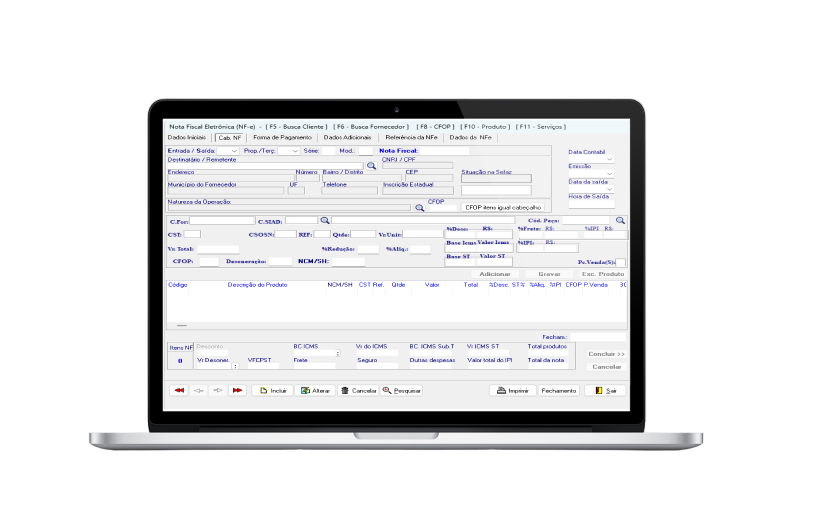 Nota Fiscal Eletrônica (NF-e) - [ F5 - Busca Cliente ] [ F6 - Busca Fornecedor ] [ F8 - CFOP ] [ F10 - Produto ] [ F11 - Serviços ]
Dados Iniciais Cab. NF Forma de Pagamento Dados Adicionais Referência da NFe Dados da NFe
Entrada / Saída: Prop./Terç: Série: Mod.: Nota Fiscal: Data Contabil
Destinatário / Remetente CNPJ / CPF Emissão
Endereço Número Bairro / Distrito CEP Situação na Sefaz Data da saída
Município do Fornecedor UF Telefone Inscrição Estadual Hora de Saída
Natureza da Operação CFOP CFOP itens igual cabeçalho
C.For: C.SIAD: Cód. Peça:
CST: CSOSN: REF: Qtde: Vr.Unit: %Desc: R$: %Frete: R$: %IPI R$:
Vr. Total: %Redução: %Aliq.: Base Icms Valor Icms %IPI: R$:
CFOP: Desoneração: NCM/SH: Base ST Valor ST Pc.Venda($):
Adicionar Gravar Esc. Produto
Código Descrição do Produto NCM/SH CST Ref. Qtde Valor Total %Desc. ST% %Aliq. %IPI CFOP P.Venda
Fecham.:
Itens NF Desconto BC ICMS Vr do ICMS BC. ICMS Sub.T Vr ICMS ST Total produtos Concluir >>
0 Vr Desones VFCPST Frete Seguro Outras despesas Valor total do IPI Total da nota Cancelar
Incluir Alterar Cancelar Pesquisar Imprimir Fechamento Sair